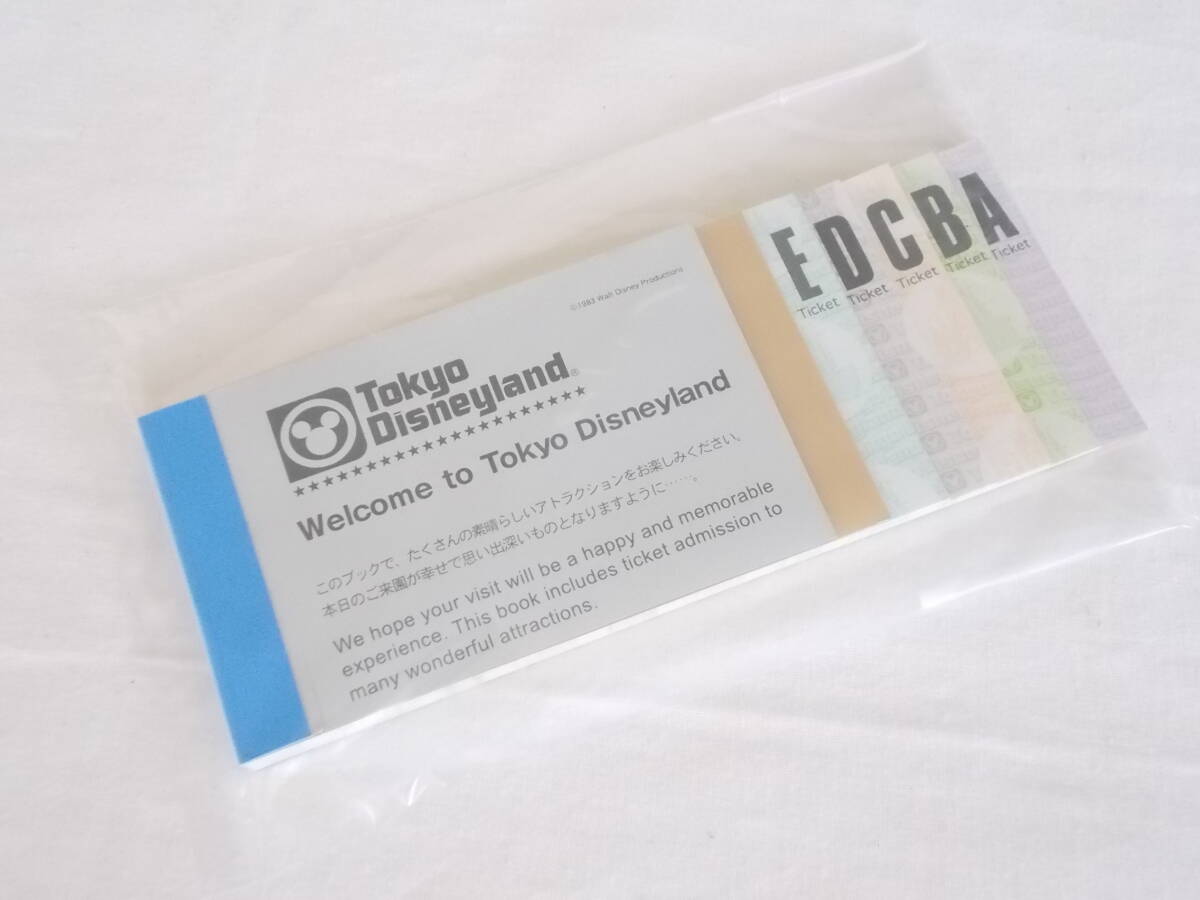 ©1983 Walt Disney Productions
Tokyo
Disneyland®
Welcome to Tokyo Disneyland
このブックで、たくさんの素晴らしいアトラクションをお楽しみください。
本日のご来園が幸せで思い出深いものとなりますように……。
We hope your visit will be a happy and memorable
experience. This book includes ticket admission to
many wonderful attractions.
E D C B A
Ticket Ticket Ticket Ticket Ticket